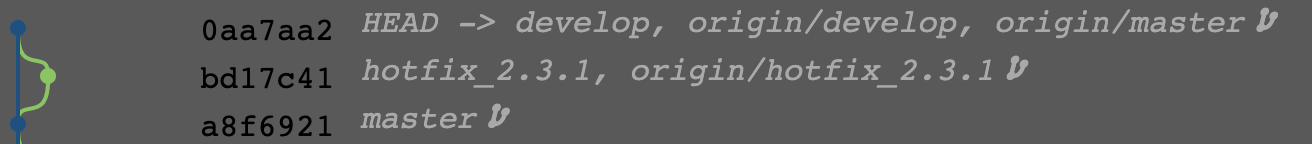 0aa7aa2 HEAD -> develop, origin/develop, origin/master
bd17c41 hotfix_2.3.1, origin/hotfix_2.3.1
a8f6921 master